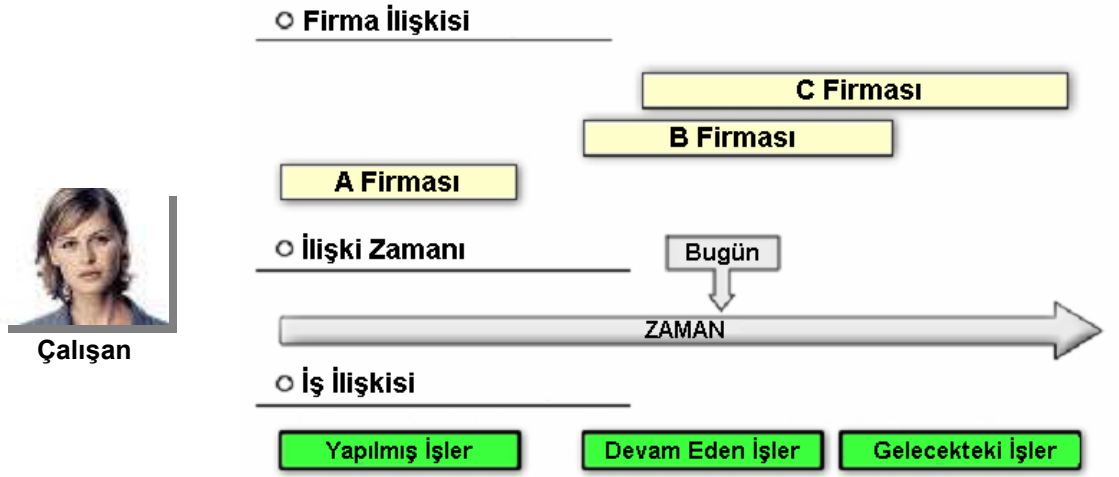 Firma İlişkisi
C Firması
B Firması
A Firması
İlişki Zamanı
Bugün
ZAMAN
Çalışan
İş İlişkisi
Yapılmış İşler
Devam Eden İşler
Gelecekteki İşler